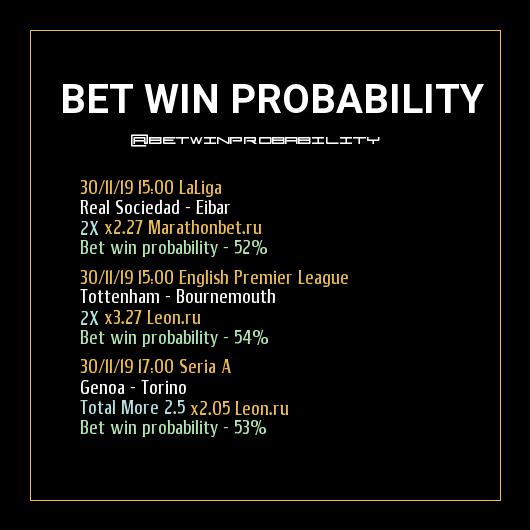 BET WIN PROBABILITY
@BETWINPROBABILITY
30/11/19 15:00 LaLiga
Real Sociedad - Eibar
2X x2.27 Marathonbet.ru
Bet win probability - 52%
30/11/19 15:00 English Premier League
Tottenham - Bournemouth
2X x3.27 Leon.ru
Bet win probability - 54%
30/11/19 17:00 Seria A
Genoa - Torino
Total More 2.5 x2.05 Leon.ru
Bet win probability - 53%